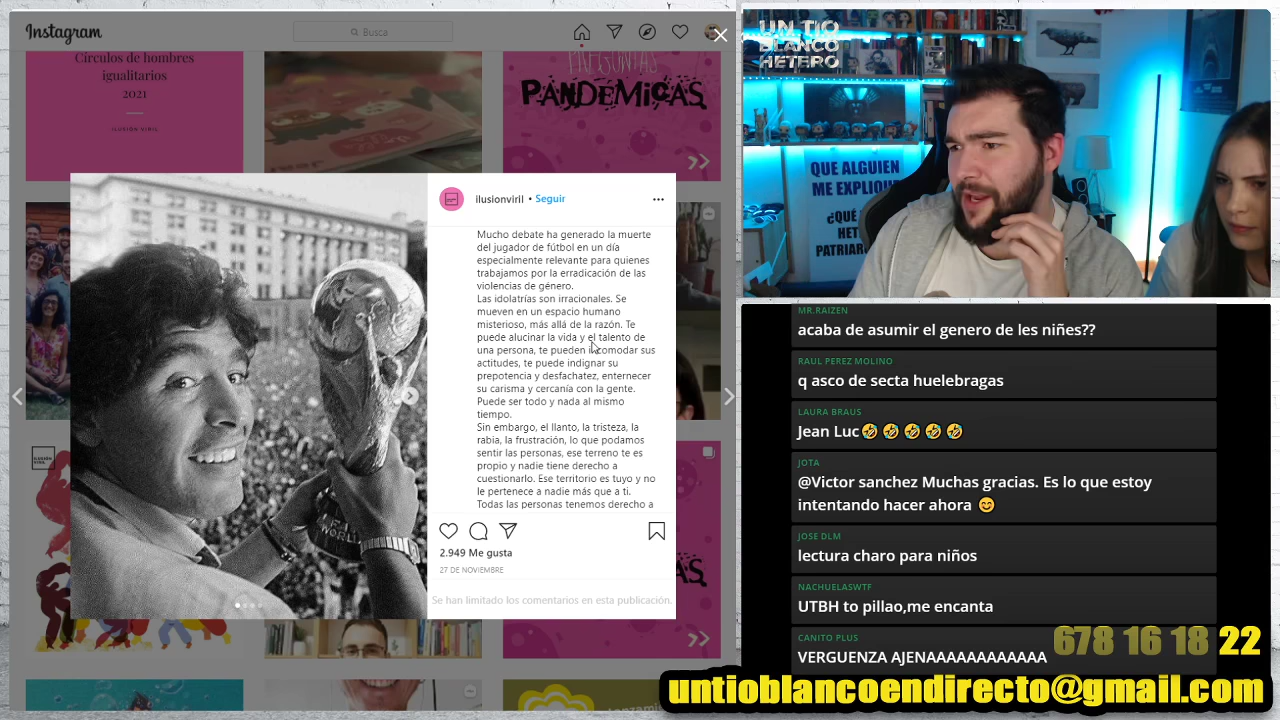 Instagram
Busca
Círculos de hombres
igualitarios
2021
ILUSIÓN VIRIL
PREGUNTAS
PANDÉMICAS
ilusionviril • Seguir
Mucho debate ha generado la muerte
del jugador de fútbol en un día
especialmente relevante para quienes
trabajamos por la erradicación de las
violencias de género.
Las idolatrías son irracionales. Se
mueven en un espacio humano
misterioso, más allá de la razón. Te
puede alucinar la vida y el talento de
una persona, te pueden incomodar sus
actitudes, te puede indignar su
prepotencia y desfachatez, enternecer
su carisma y cercanía con la gente.
Puede ser todo y nada al mismo
tiempo.
Sin embargo, el llanto, la tristeza, la
rabia, la frustración, lo que podamos
sentir las personas, ese terreno te es
propio y nadie tiene derecho a
cuestionarlo. Ese territorio es tuyo y no
le pertenece a nadie más que a ti.
Todas las personas tenemos derecho a
2.949 Me gusta
27 DE NOVIEMBRE
Se han limitado los comentarios en esta publicación.
UN TIO
BLANCO
HETERO
QUE ALGUIEN
ME EXPLIQUE
¿QUÉ
HET
PATRIAR
MR.RAIZEN
acaba de asumir el genero de les niñes??
RAUL PEREZ MOLINO
q asco de secta huelebragas
LAURA BRAUS
Jean Luc🤣🤣🤣🤣🤣
JOTA
@Victor sanchez Muchas gracias. Es lo que estoy
intentando hacer ahora 😊
JOSE DLM
lectura charo para niños
NACHUELASWTF
UTBH to pillao,me encanta
CANITO PLUS
VERGUENZA AJENAAAAAAAAAAAA
678 16 18 22
untioblancoendirecto@gmail.com